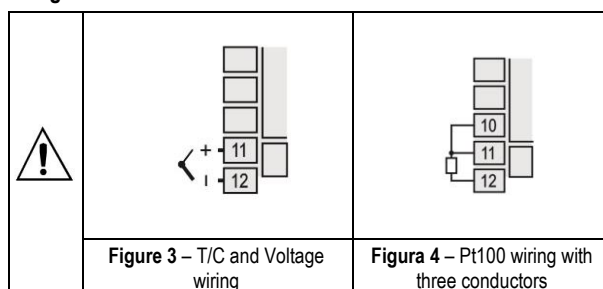 + 11
- 12
10
11
12
Figure 3 – T/C and Voltage
wiring
Figura 4 – Pt100 wiring with
three conductors